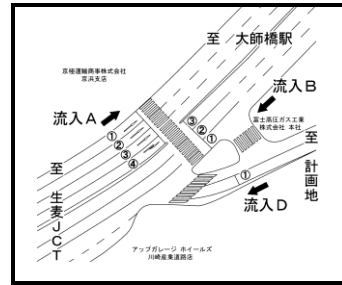 至 大師橋駅
京極運輸商事株式会社
京浜支店
流入A
①
②
③
④
③
②
①
流入B
富士高圧ガス工業
株式会社 本社
至 計画地
①
流入D
至 生麦JCT
アップガレージ ホイールズ
川崎産業道路店